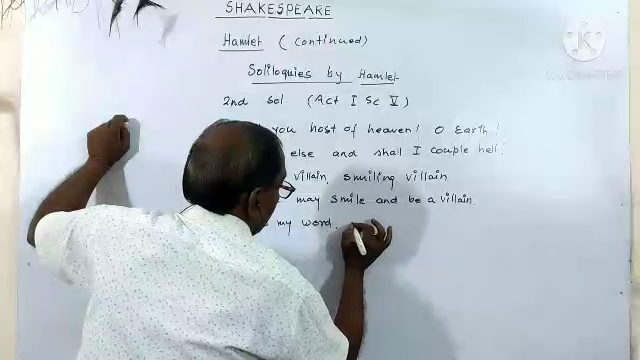 SHAKESPEARE
Hamlet (continued)
Soliloquies by Hamlet
2nd Sol. (Act I Sc V)
you host of heaven! O Earth!
else and shall I couple hell?
villain, smiling villain
may smile and be a villain.
my word.
KINEMASTER